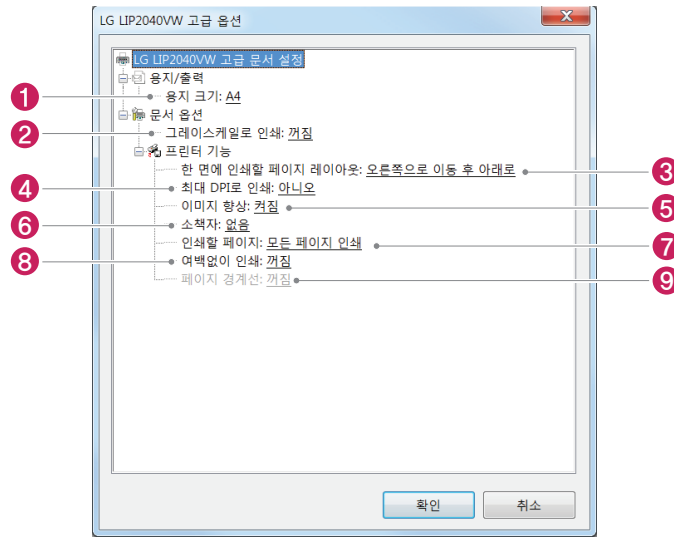 LG LIP2040VW 고급 옵션
LG LIP2040VW 고급 문서 설정
용지/출력
1 용지 크기: A4
문서 옵션
2 그레이스케일로 인쇄: 꺼짐
프린터 기능
한 면에 인쇄할 페이지 레이아웃: 오른쪽으로 이동 후 아래로 3
4 최대 DPI로 인쇄: 아니오
이미지 향상: 켜짐 5
6 소책자: 없음
인쇄할 페이지: 모든 페이지 인쇄 7
8 여백없이 인쇄: 꺼짐
페이지 경계선: 꺼짐 9
확인 취소